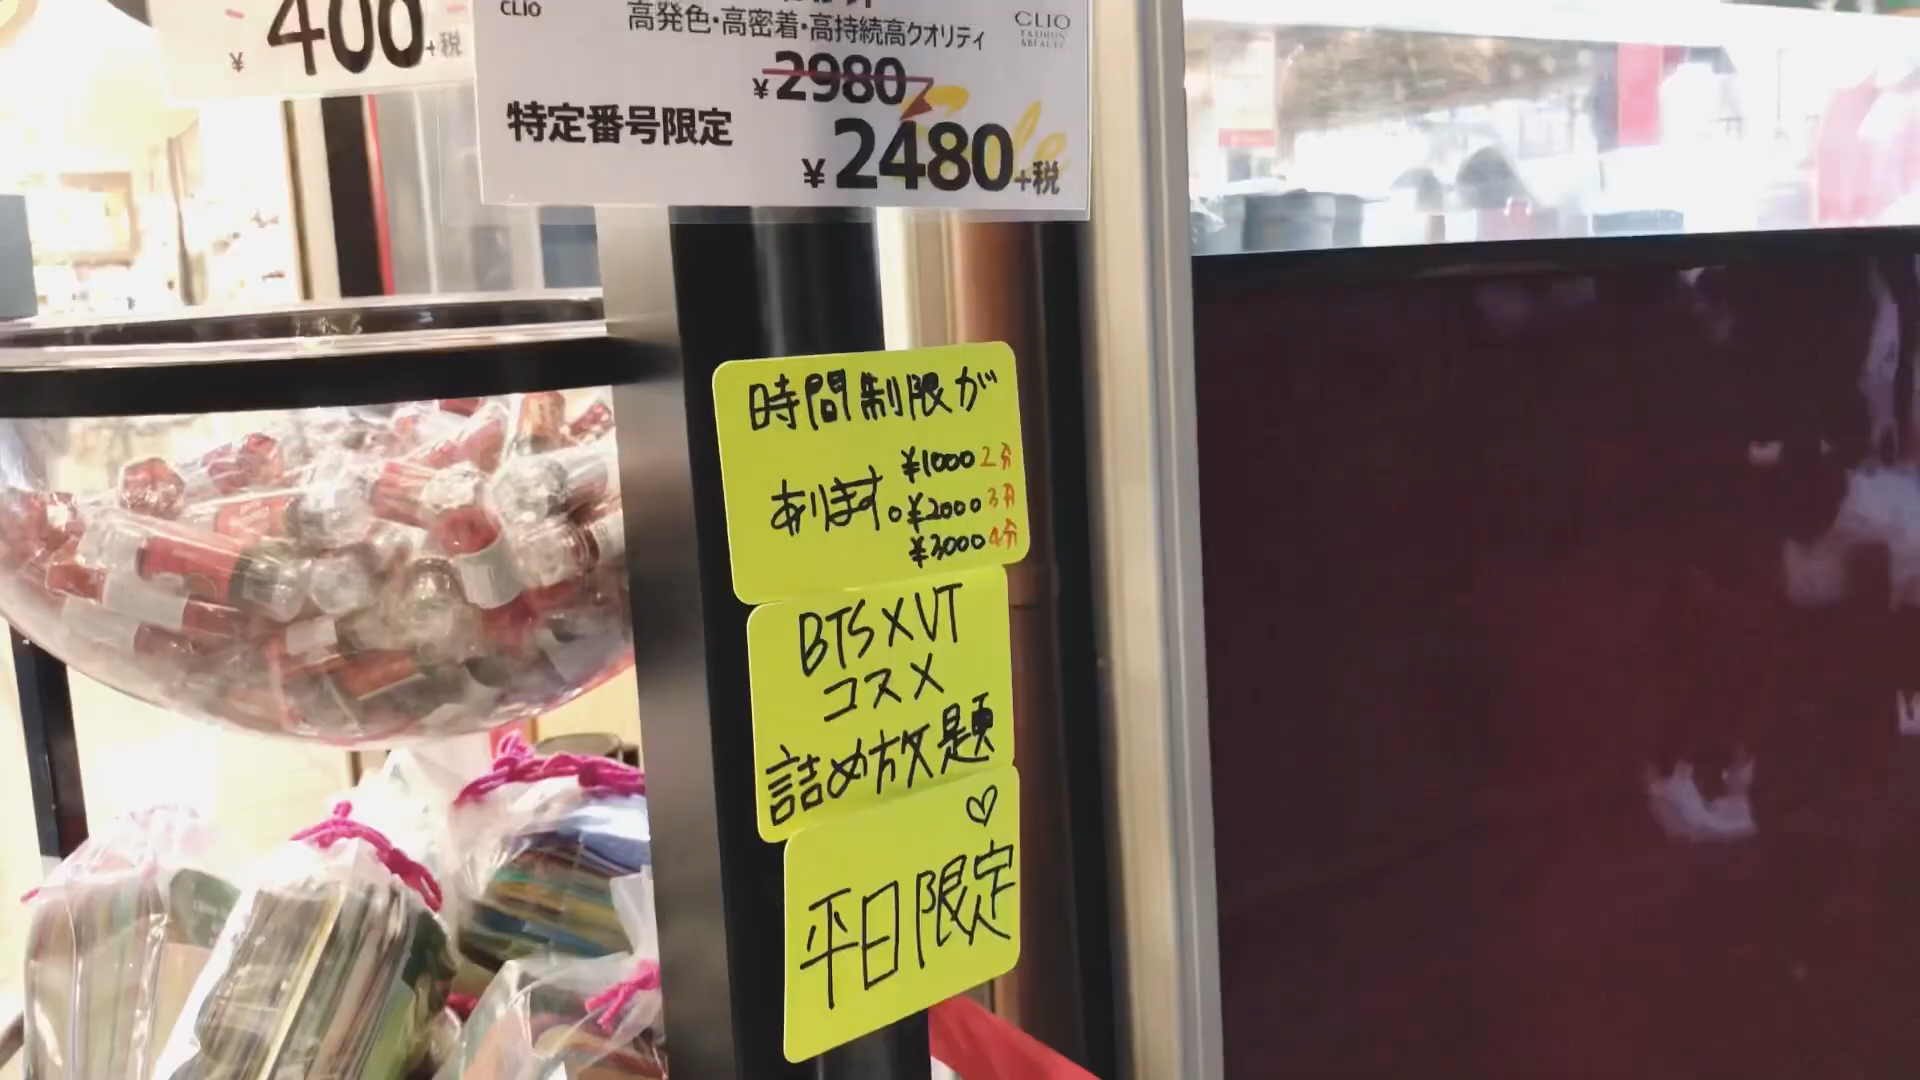 ¥400+税
CLIO
高発色・高密着・高持続高クオリティ
CLIO
FASHION
&BEAUTY
¥2980
Sale
特定番号限定
¥2480+税
時間制限が
あります。
¥1000 2分
¥2000 3分
¥3000 4分
BTS×VT
コスメ
詰め放題
♡
平日限定